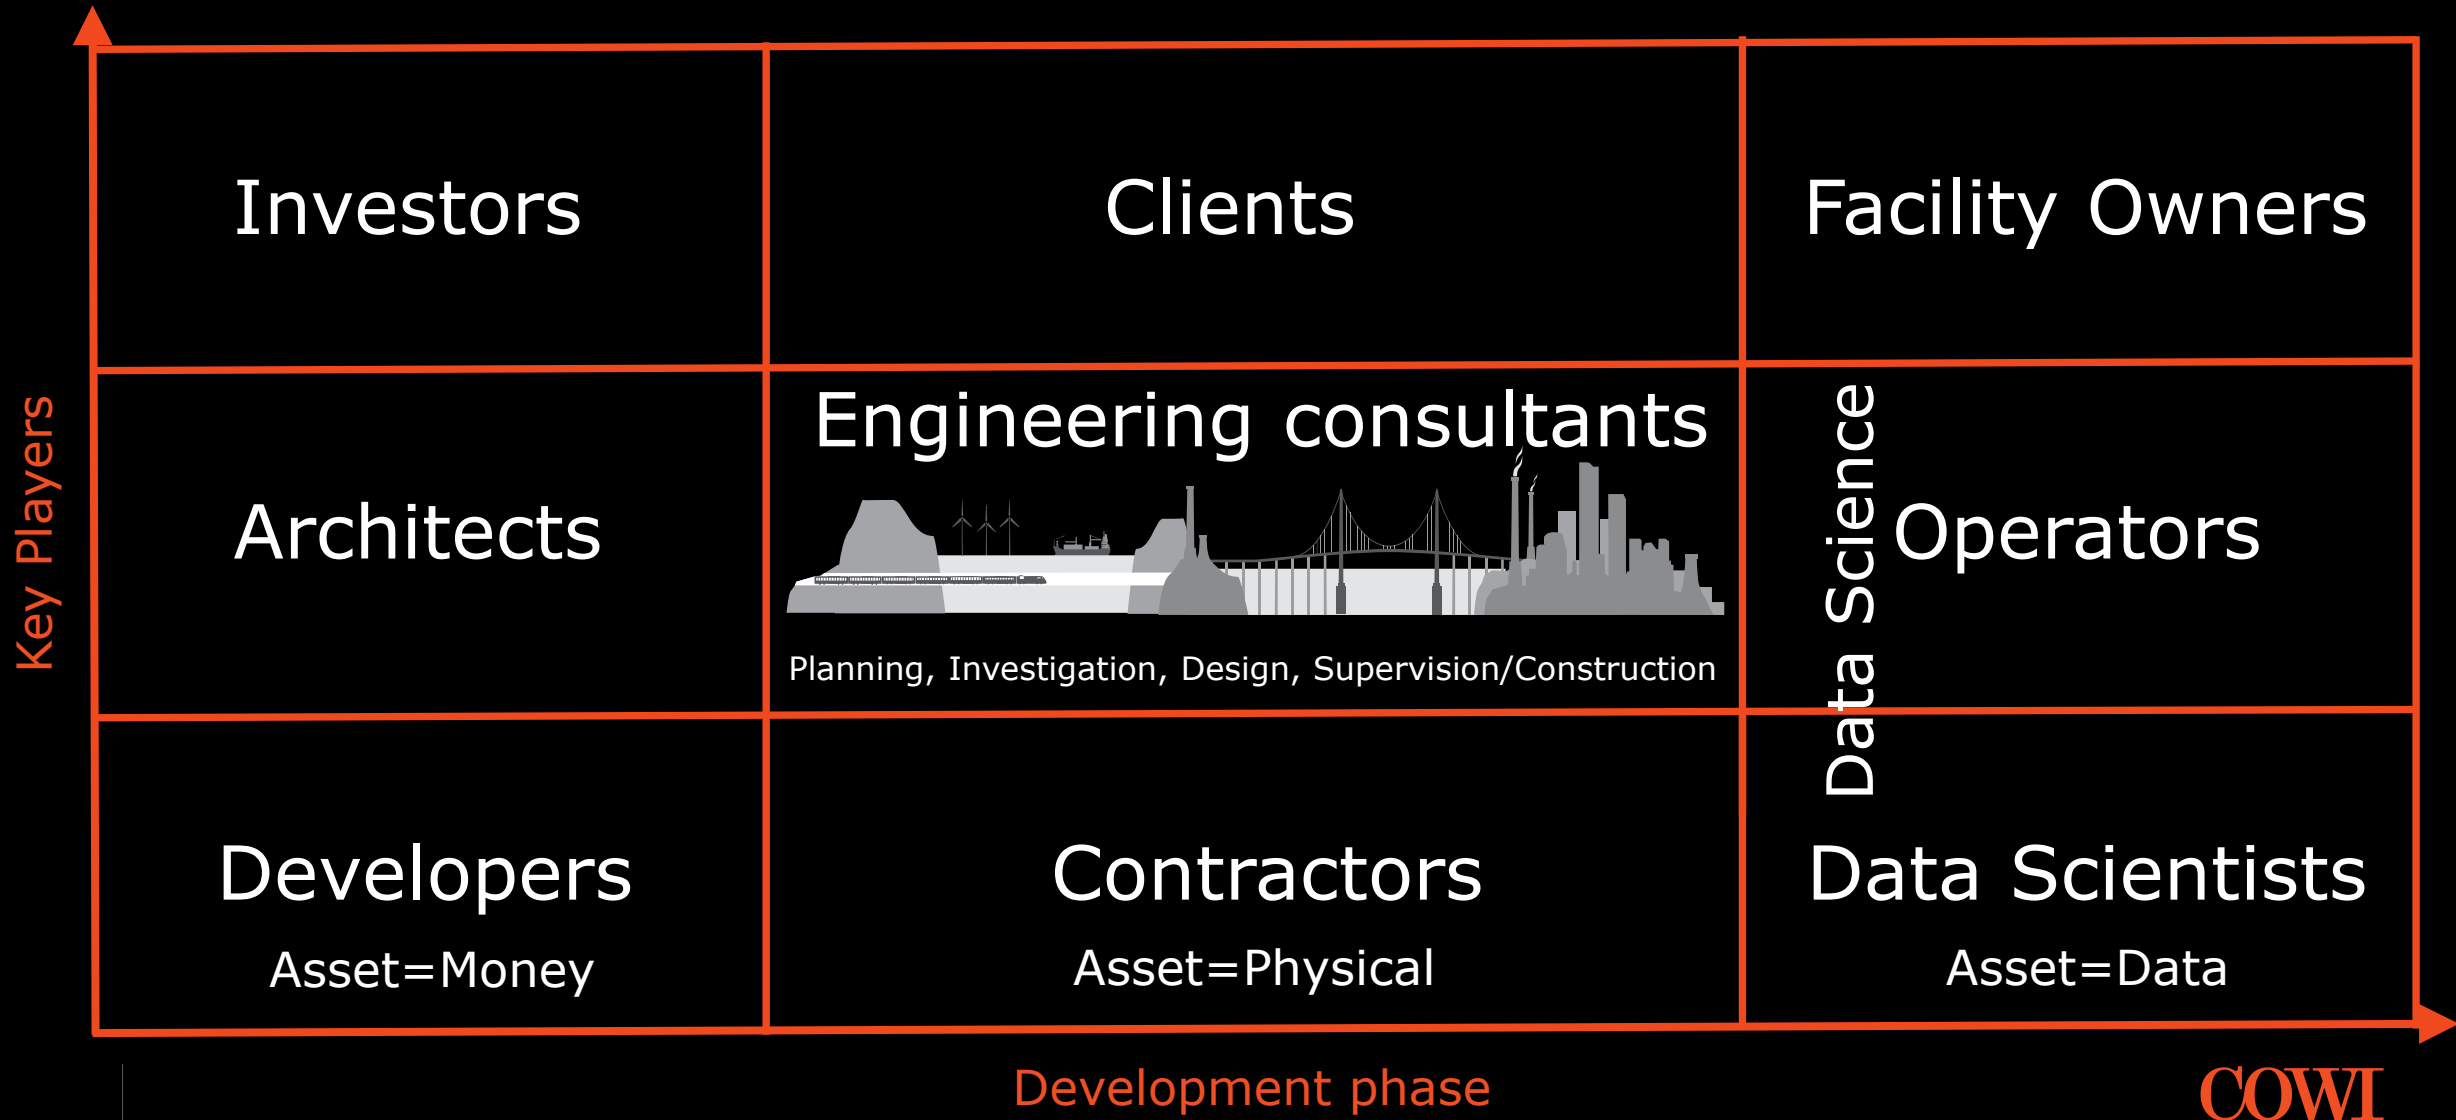 Investors
Clients
Facility Owners
Key Players
Architects
Engineering consultants
Planning, Investigation, Design, Supervision/Construction
Data Science
Operators
Developers
Asset=Money
Contractors
Asset=Physical
Data Scientists
Asset=Data
Development phase
COWI